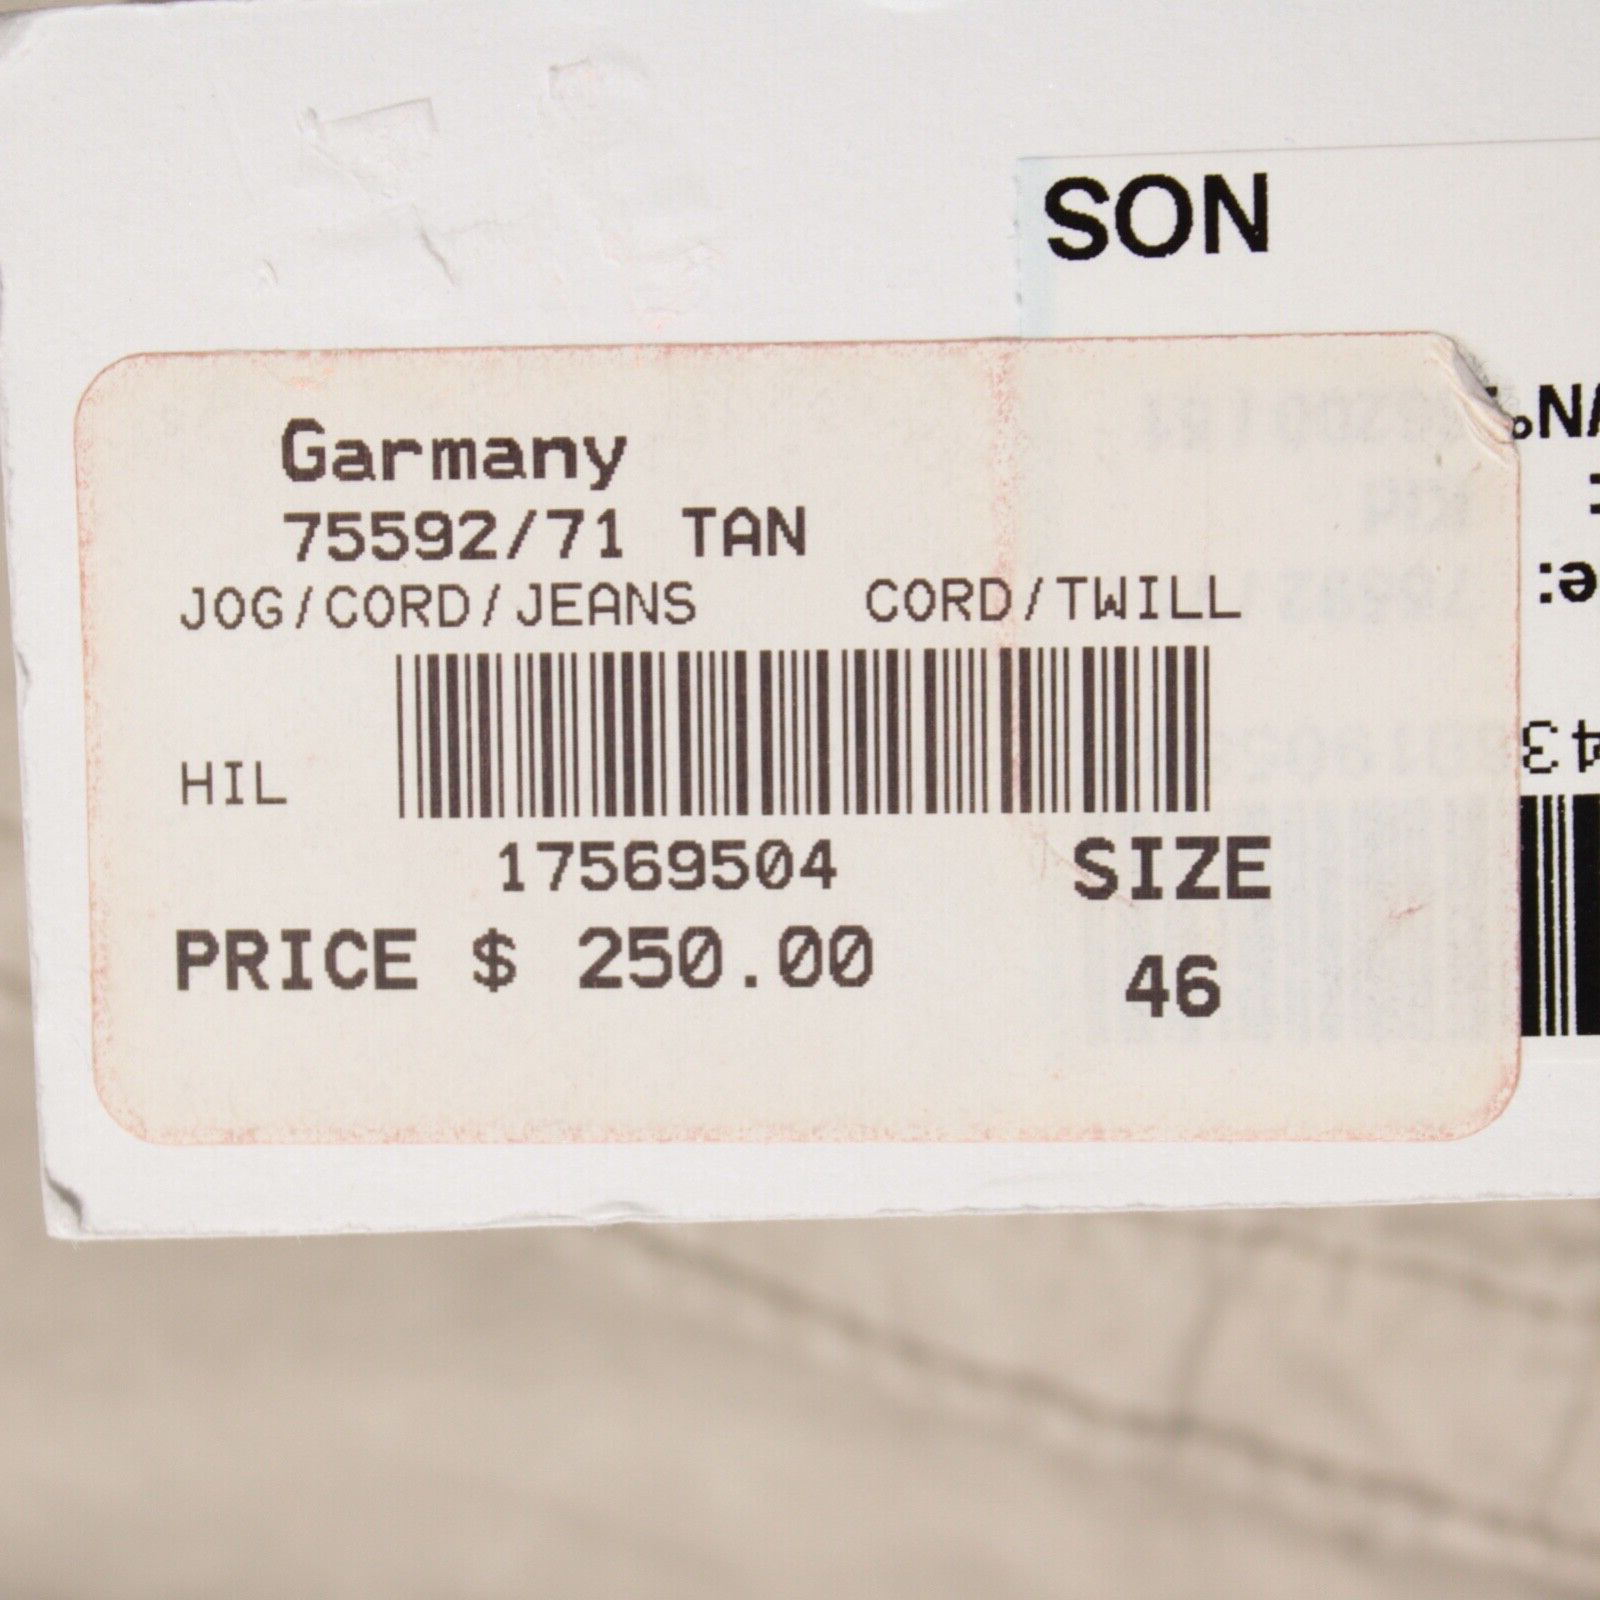 SON
Garmany
75592/71 TAN
JOG/CORD/JEANS CORD/TWILL
HIL
17569504 SIZE
PRICE $ 250.00 46